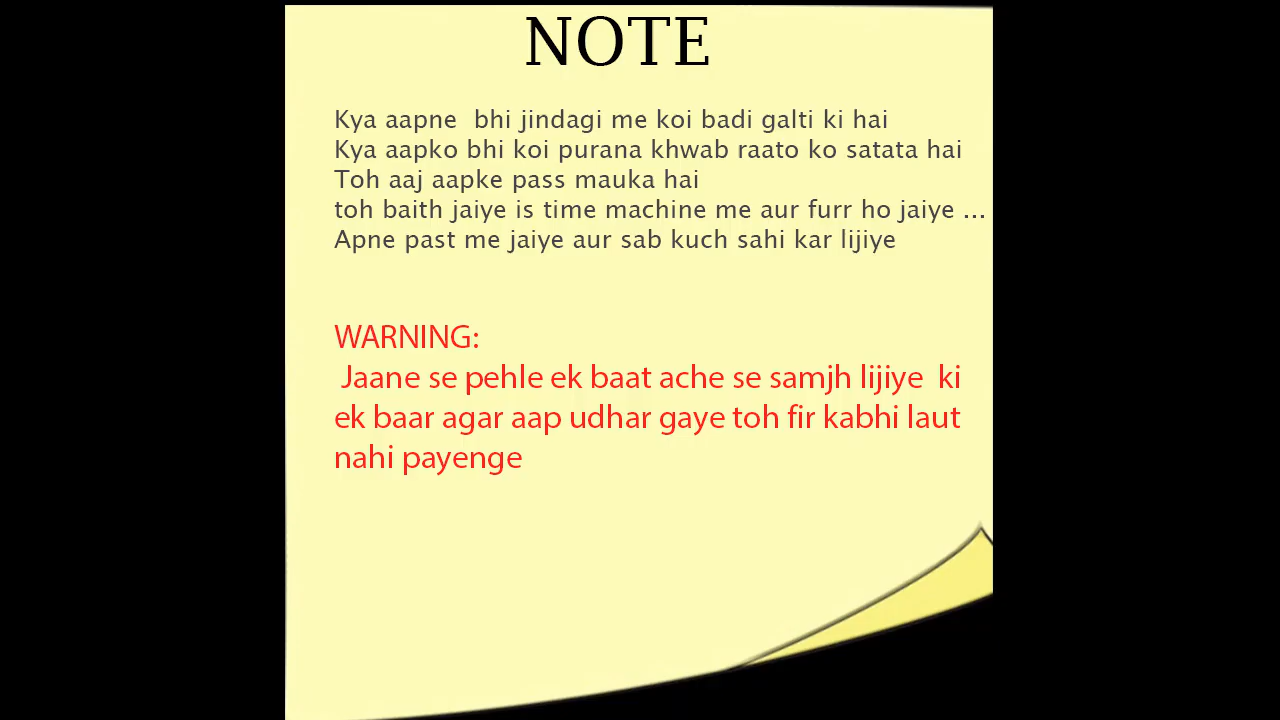 NOTE
Kya aapne  bhi jindagi me koi badi galti ki hai
Kya aapko bhi koi purana khwab raato ko satata hai
Toh aaj aapke pass mauka hai
toh baith jaiye is time machine me aur furr ho jaiye ...
Apne past me jaiye aur sab kuch sahi kar lijiye
WARNING:
Jaane se pehle ek baat ache se samjh lijiye  ki
ek baar agar aap udhar gaye toh fir kabhi laut
nahi payenge